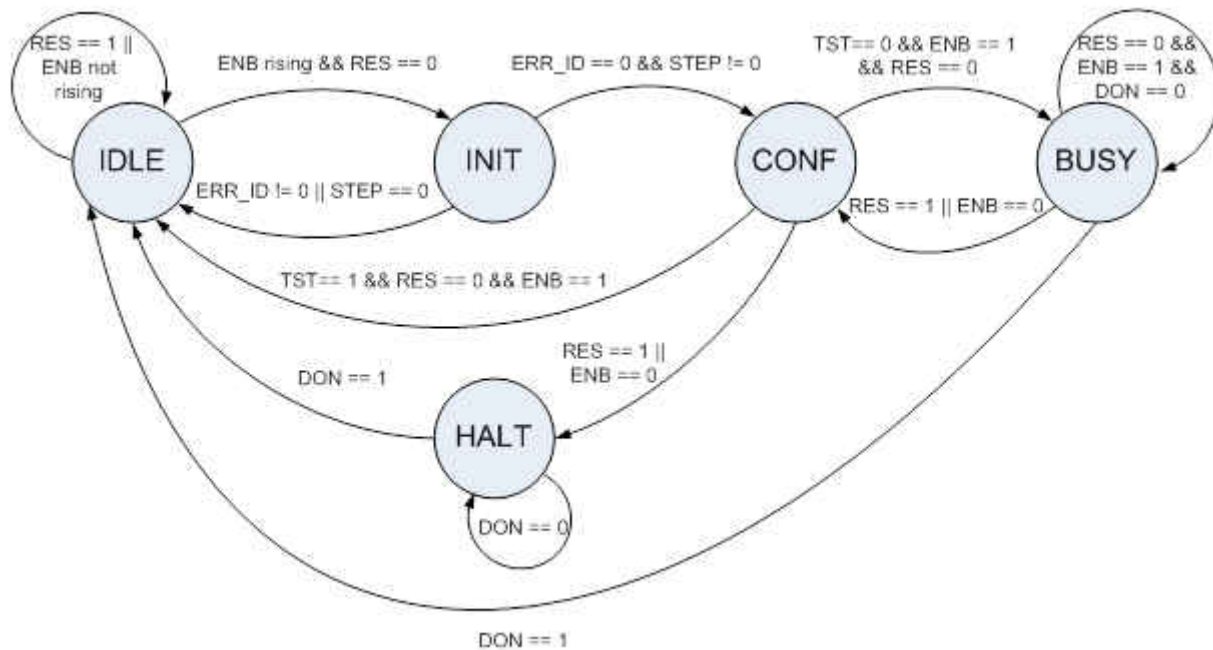 RES == 1 ||
ENB not
rising
ENB rising && RES == 0
ERR_ID == 0 && STEP != 0
TST== 0 && ENB == 1
&& RES == 0
RES == 0 &&
ENB == 1 &&
DON == 0
IDLE
INIT
CONF
BUSY
ERR_ID != 0 || STEP == 0
RES == 1 || ENB == 0
TST== 1 && RES == 0 && ENB == 1
RES == 1 ||
ENB == 0
DON == 1
HALT
DON == 0
DON == 1